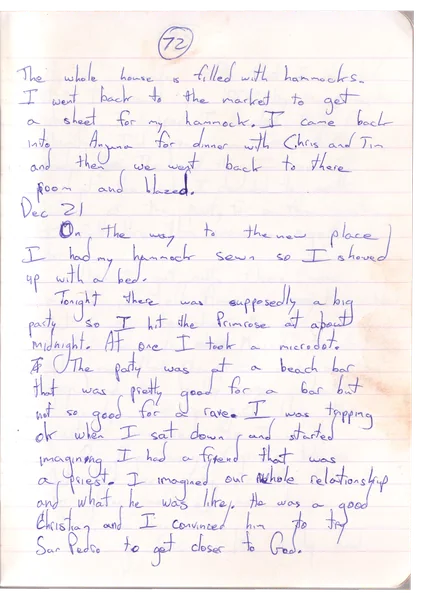 72
The whole house is filled with hammocks.
I went back to the market to get
a sheet for my hammock. I came back
into Anjuna for dinner with Chris and Tim
and then we went back to there
room and blazed.
Dec 21
On the way to the new place
I had my hammock sewn so I showed
up with a bed.
Tonight there was supposedly a big
party so I hit the Primrose at about
midnight. At one I took a microdot.
The party was at a beach bar
that was pretty good for a bar but
not so good for a rave. I was tripping
ok when I sat down and started
imagining I had a friend that was
a priest. I imagined our whole relationship
and what he was like. He was a good
Christian and I convinced him to try
San Pedro to get closer to God.